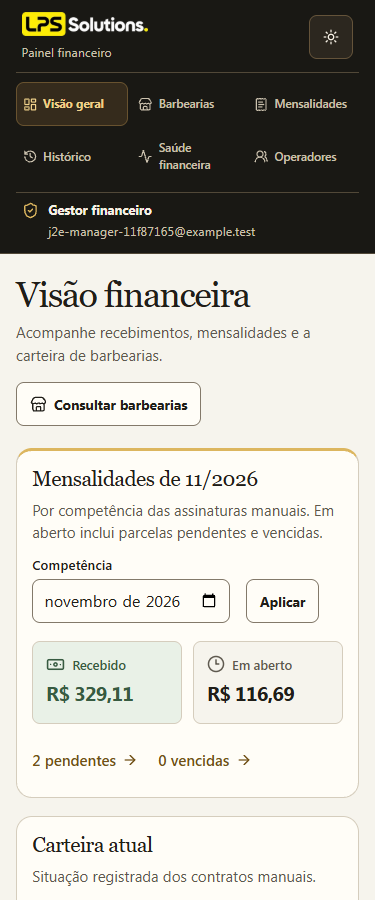 LPS Solutions.
Painel financeiro
Visão geral
Barbearias
Mensalidades
Histórico
Saúde
financeira
Operadores
Gestor financeiro
j2e-manager-11f87165@example.test
Visão financeira
Acompanhe recebimentos, mensalidades e a
carteira de barbearias.
Consultar barbearias
Mensalidades de 11/2026
Por competência das assinaturas manuais. Em
aberto inclui parcelas pendentes e vencidas.
Competência
novembro de 2026
Aplicar
Recebido
R$ 329,11
Em aberto
R$ 116,69
2 pendentes →
0 vencidas →
Carteira atual
Situação registrada dos contratos manuais.